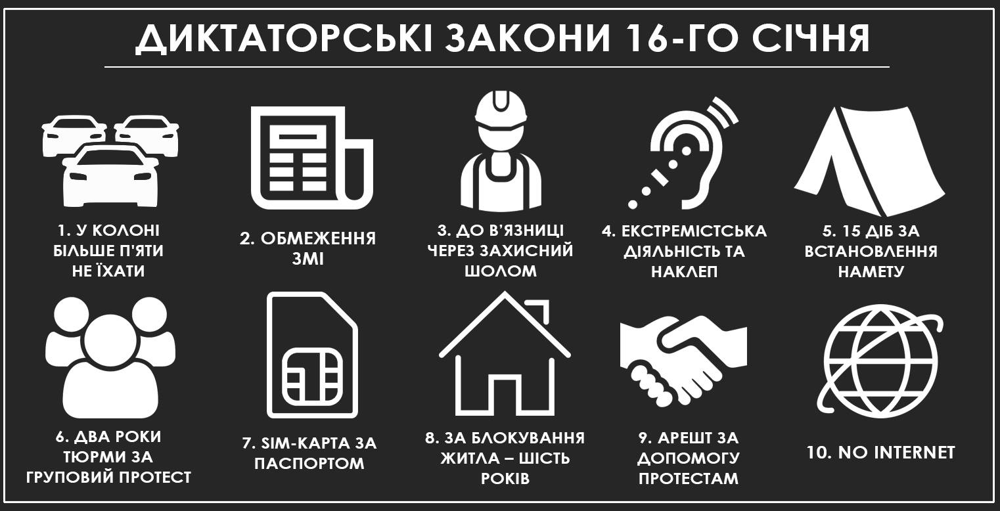 ДИКТАТОРСЬКІ ЗАКОНИ 16-ГО СІЧНЯ
1. У КОЛОНІ
БІЛЬШЕ П'ЯТИ
НЕ ЇХАТИ
2. ОБМЕЖЕННЯ
ЗМІ
3. ДО В’ЯЗНИЦІ
ЧЕРЕЗ ЗАХИСНИЙ
ШОЛОМ
4. ЕКСТРЕМІСТСЬКА
ДІЯЛЬНІСТЬ ТА
НАКЛЕП
5. 15 ДІБ ЗА
ВСТАНОВЛЕННЯ
НАМЕТУ
6. ДВА РОКИ
ТЮРМИ ЗА
ГРУПОВИЙ ПРОТЕСТ
7. SIM-КАРТА ЗА
ПАСПОРТОМ
8. ЗА БЛОКУВАННЯ
ЖИТЛА – ШІСТЬ
РОКІВ
9. АРЕШТ ЗА
ДОПОМОГУ
ПРОТЕСТАМ
10. NO INTERNET